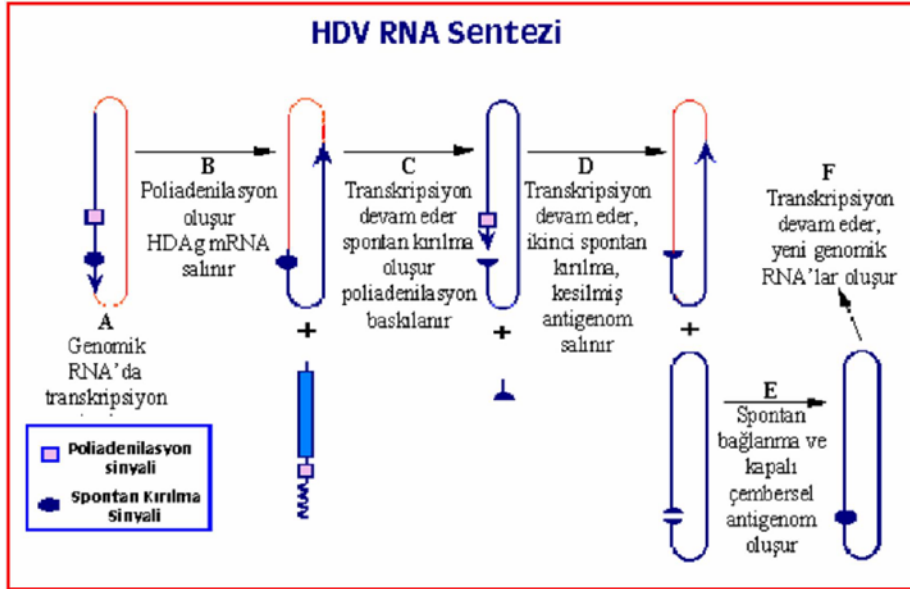 HDV RNA Sentezi
A
Genomik
RNA'da
transkripsiyon
B
Poliadenilasyon
oluşur
HDAg mRNA
salınır
C
Transkripsiyon
devam eder
spontan kırılma
oluşur
poliadenilasyon
baskılanır
D
Transkripsiyon
devam eder,
ikinci spontan
kırılma,
kesilmiş
antigenom
salınır
E
Spontan
bağlanma ve
kapalı
çembersel
antigenom
oluşur
F
Transkripsiyon
devam eder,
yeni genomik
RNA'lar oluşur
+
+
+
Poliadenilasyon
sinyali
Spontan Kırılma
Sinyali